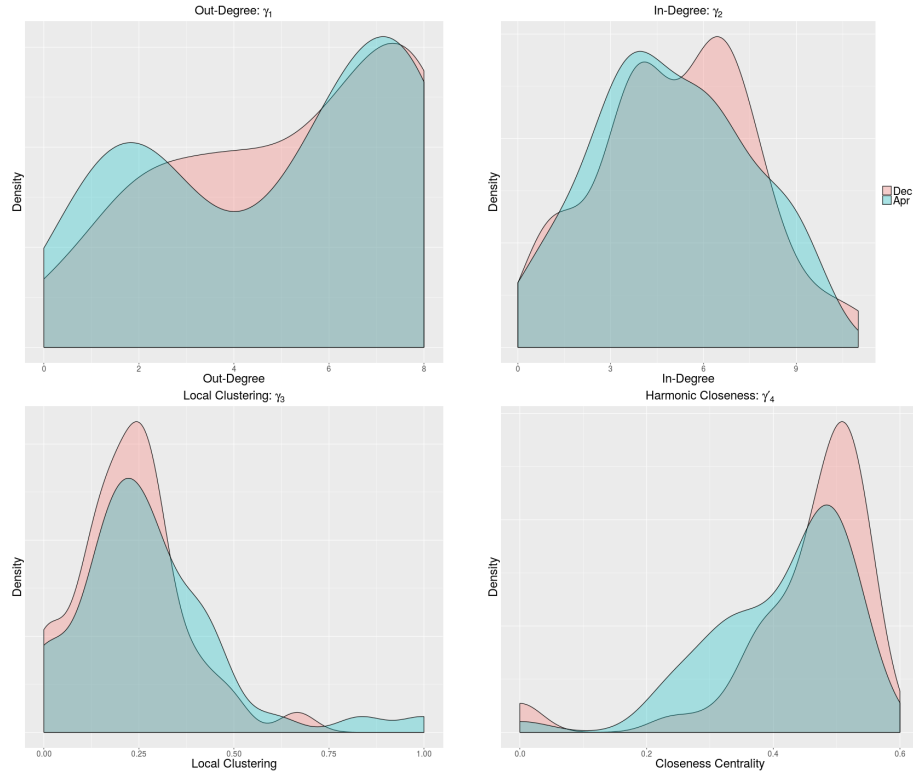 Out-Degree: γ₁
Density
0 2 4 6 8
Out-Degree
In-Degree: γ₂
Density
0 3 6 9
In-Degree
Dec
Apr
Local Clustering: γ₃
Density
0.00 0.25 0.50 0.75 1.00
Local Clustering
Harmonic Closeness: γ′₄
Density
0.0 0.2 0.4 0.6
Closeness Centrality